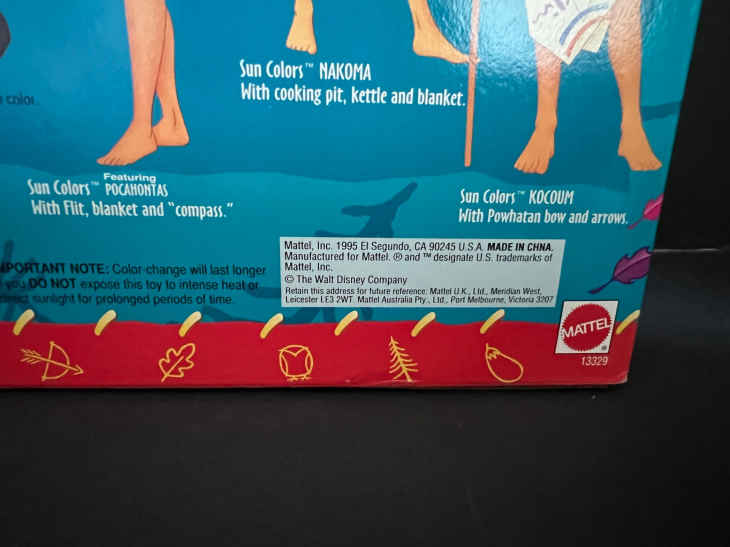 color.
Sun Colors™ NAKOMA
With cooking pit, kettle and blanket.
Featuring
Sun Colors™ POCAHONTAS
With Flit, blanket and "compass."
Sun Colors™ KOCOUM
With Powhatan bow and arrows.
MPORTANT NOTE: Color-change will last longer
you DO NOT expose this toy to intense heat or
direct sunlight for prolonged periods of time.
Mattel, Inc. 1995 El Segundo, CA 90245 U.S.A. MADE IN CHNA.
Manufactured for Mattel. ® and ™ designate U.S. trademarks of
Mattel, Inc.
© The Walt Disney Company
Retain this address for future reference: Mattel U.K., Ltd., Meridian West,
Leicester LE3 2WT. Mattel Australia Pty., Ltd., Port Melbourne, Victoria 3207
MATTEL
®
13329